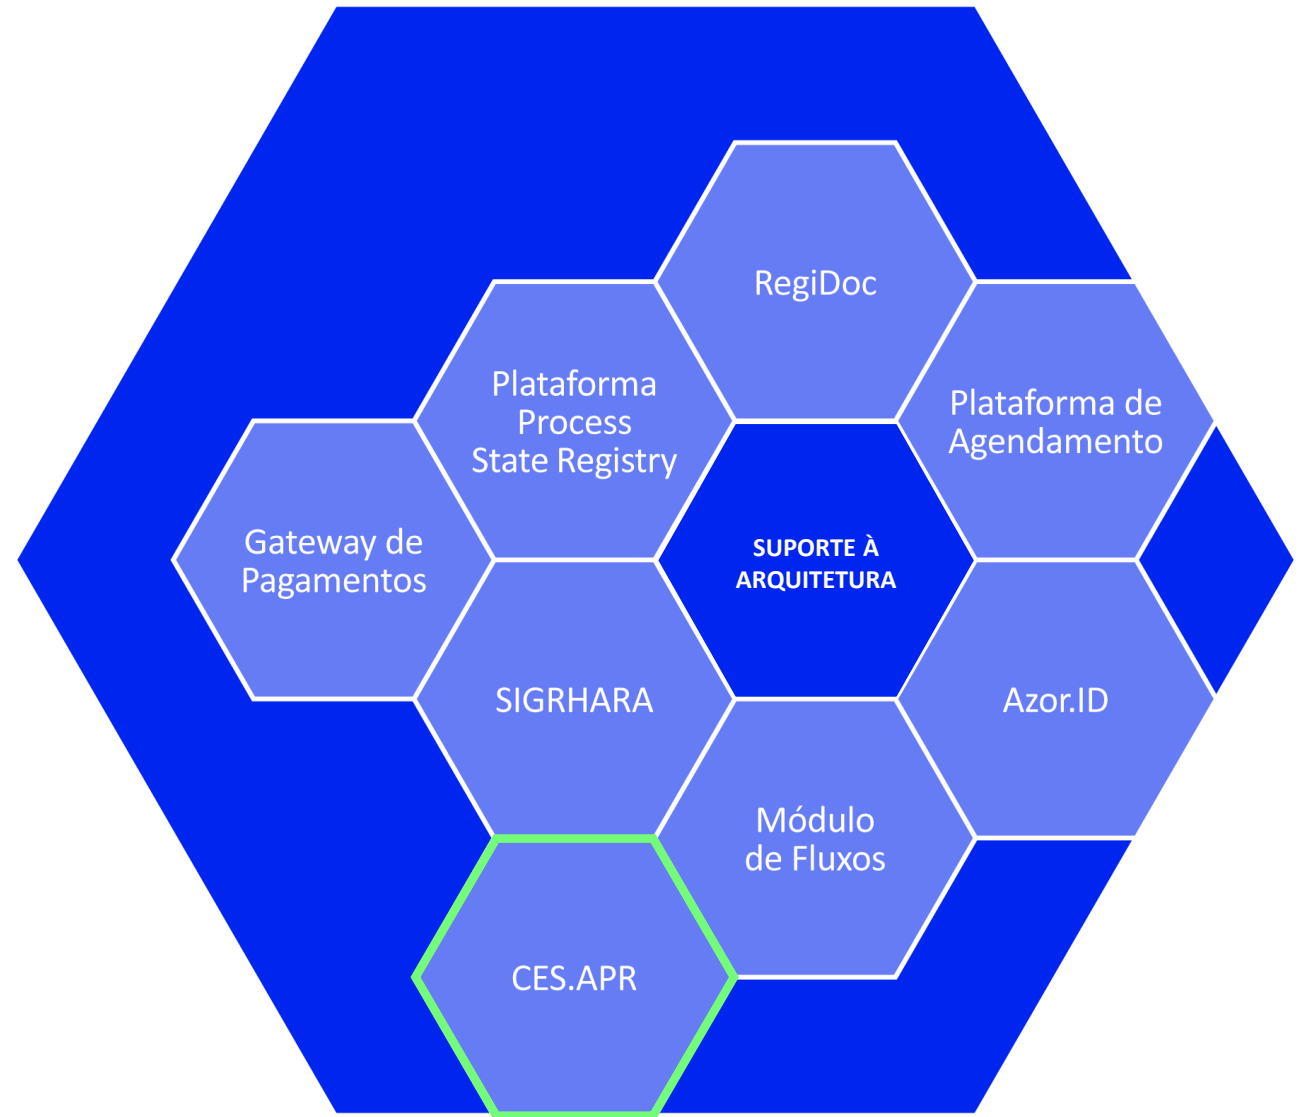 RegiDoc
Plataforma
Process
State Registry
Plataforma de
Agendamento
Gateway de
Pagamentos
SUPORTE À
ARQUITETURA
SIGRHARA
Azor.ID
Módulo
de Fluxos
CES.APR